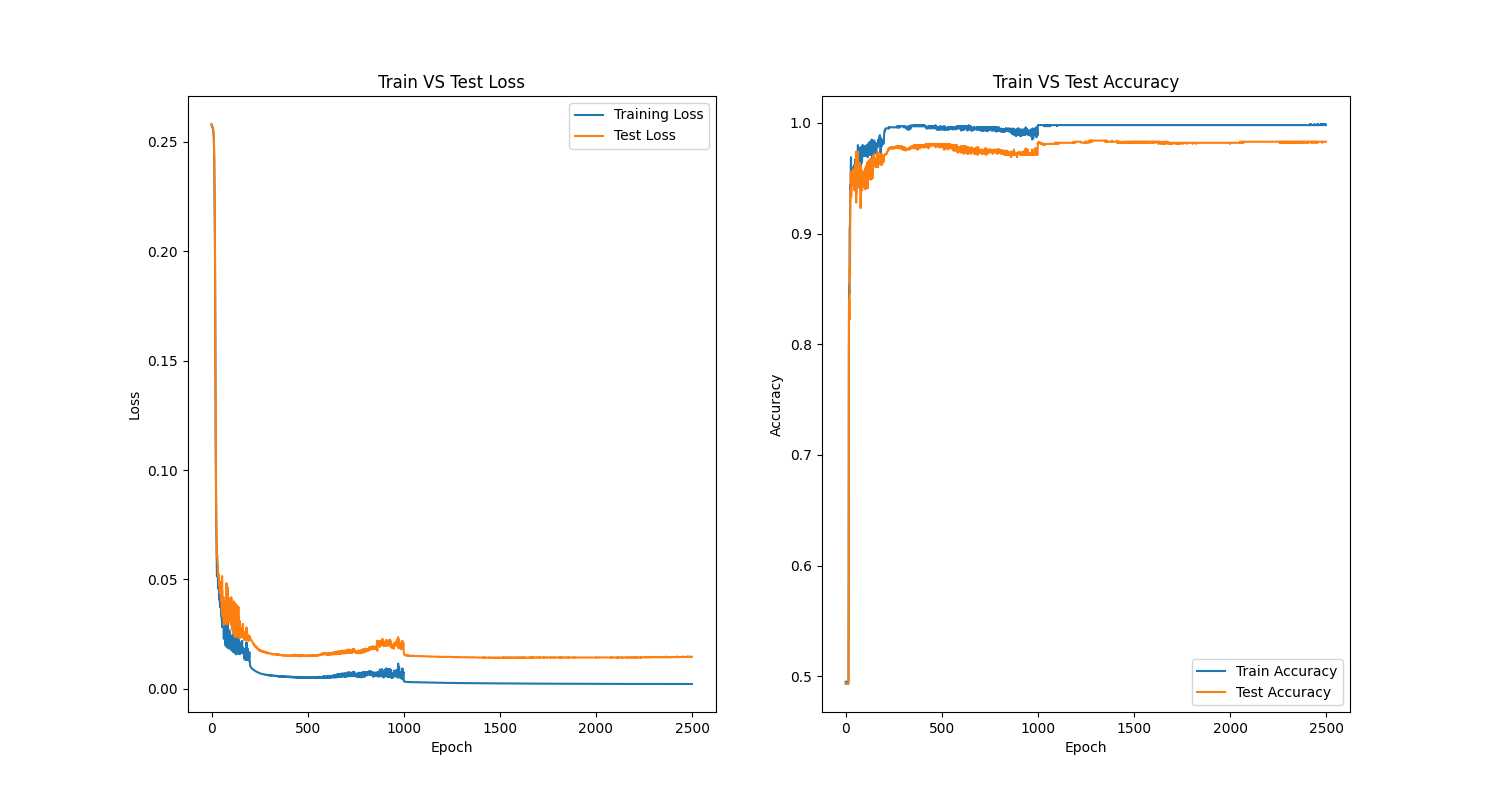 Train VS Test Loss
Training Loss
Test Loss
0.25
0.20
0.15
0.10
0.05
0.00
Loss
0 500 1000 1500 2000 2500
Epoch
Train VS Test Accuracy
1.0
0.9
0.8
0.7
0.6
0.5
Accuracy
Train Accuracy
Test Accuracy
0 500 1000 1500 2000 2500
Epoch